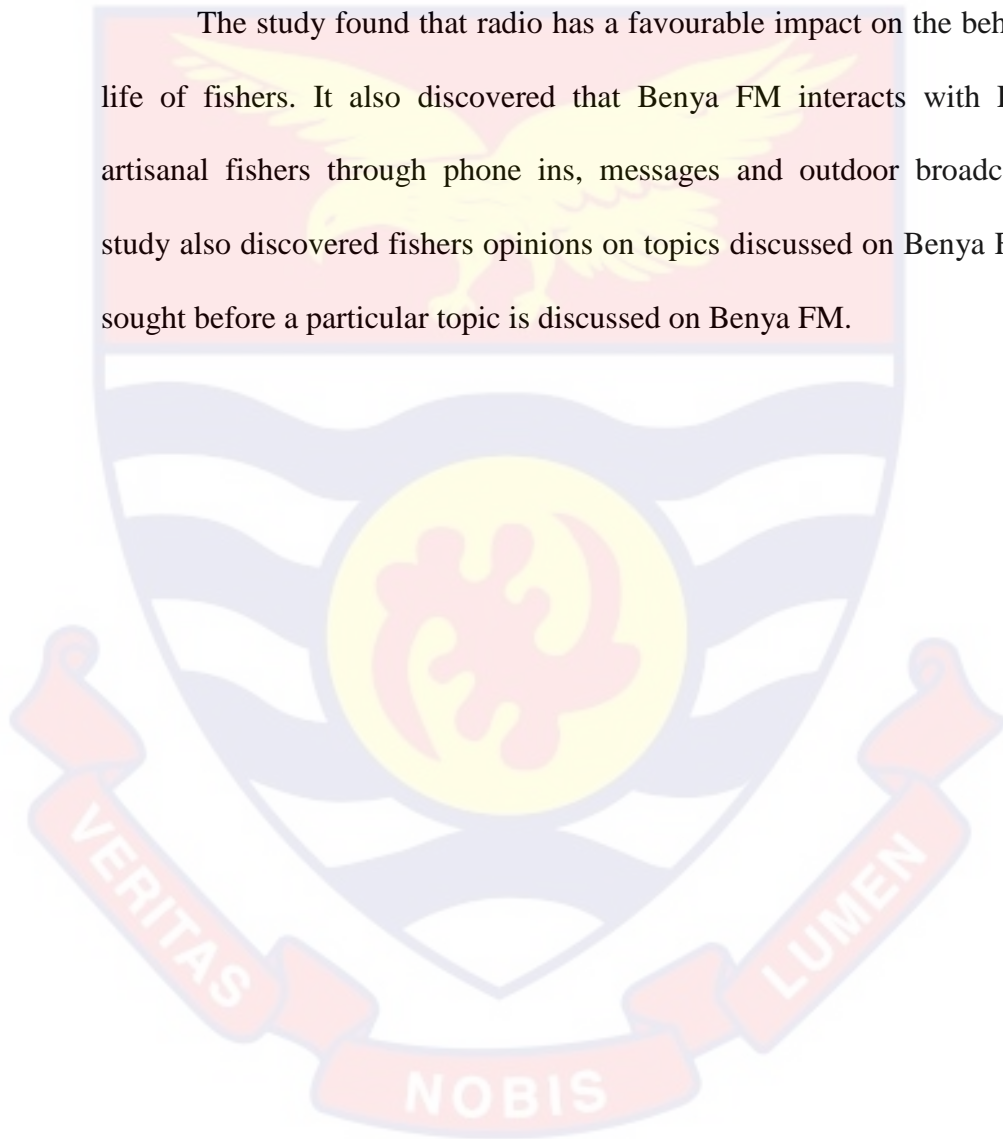 The study found that radio has a favourable impact on the
life of fishers. It also discovered that Benya FM interacts with
artisanal fishers through phone ins, messages and outdoor
study also discovered fishers opinions on topics discussed on Benya
sought before a particular topic is discussed on Benya FM.
VERITAS
NOBIS
LUMEN